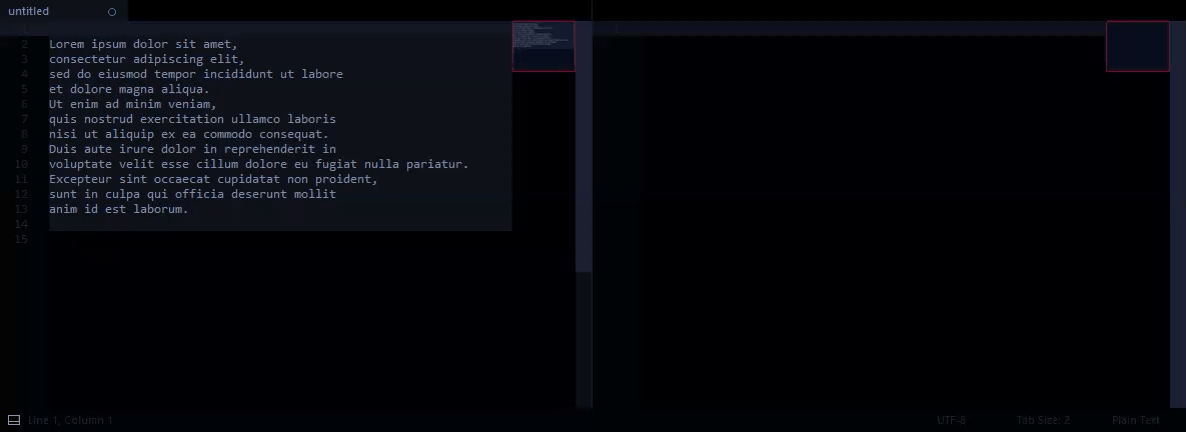 untitled
1
1
2 Lorem ipsum dolor sit amet,
3 consectetur adipiscing elit,
4 sed do eiusmod tempor incididunt ut labore
5 et dolore magna aliqua.
6 Ut enim ad minim veniam,
7 quis nostrud exercitation ullamco laboris
8 nisi ut aliquip ex ea commodo consequat.
9 Duis aute irure dolor in reprehenderit in
10 voluptate velit esse cillum dolore eu fugiat nulla pariatur.
11 Excepteur sint occaecat cupidatat non proident,
12 sunt in culpa qui officia deserunt mollit
13 anim id est laborum.
14
15
Line 1, Column 1 UTF-8 Tab Size: 2 Plain Text